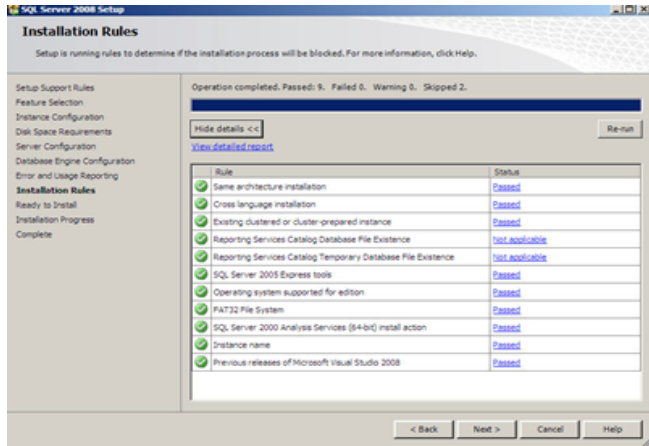 SQL Server 2008 Setup
Installation Rules
Setup is running rules to determine if the installation process will be blocked. For more information, click Help.
Setup Support Rules
Feature Selection
Instance Configuration
Disk Space Requirements
Server Configuration
Database Engine Configuration
Error and Usage Reporting
Installation Rules
Ready to Install
Installation Progress
Complete
Operation completed. Passed: 9. Failed 0. Warning 0. Skipped 2.
Hide details <<
Re-run
View detailed report
Rule Status
Same architecture installation Passed
Cross language installation Passed
Existing clustered or cluster-prepared instance Passed
Reporting Services Catalog Database File Existence Not applicable
Reporting Services Catalog Temporary Database File Existence Not applicable
SQL Server 2005 Express tools Passed
Operating system supported for edition Passed
FAT32 File System Passed
SQL Server 2000 Analysis Services (64-bit) install action Passed
Instance name Passed
Previous releases of Microsoft Visual Studio 2008 Passed
< Back Next > Cancel Help